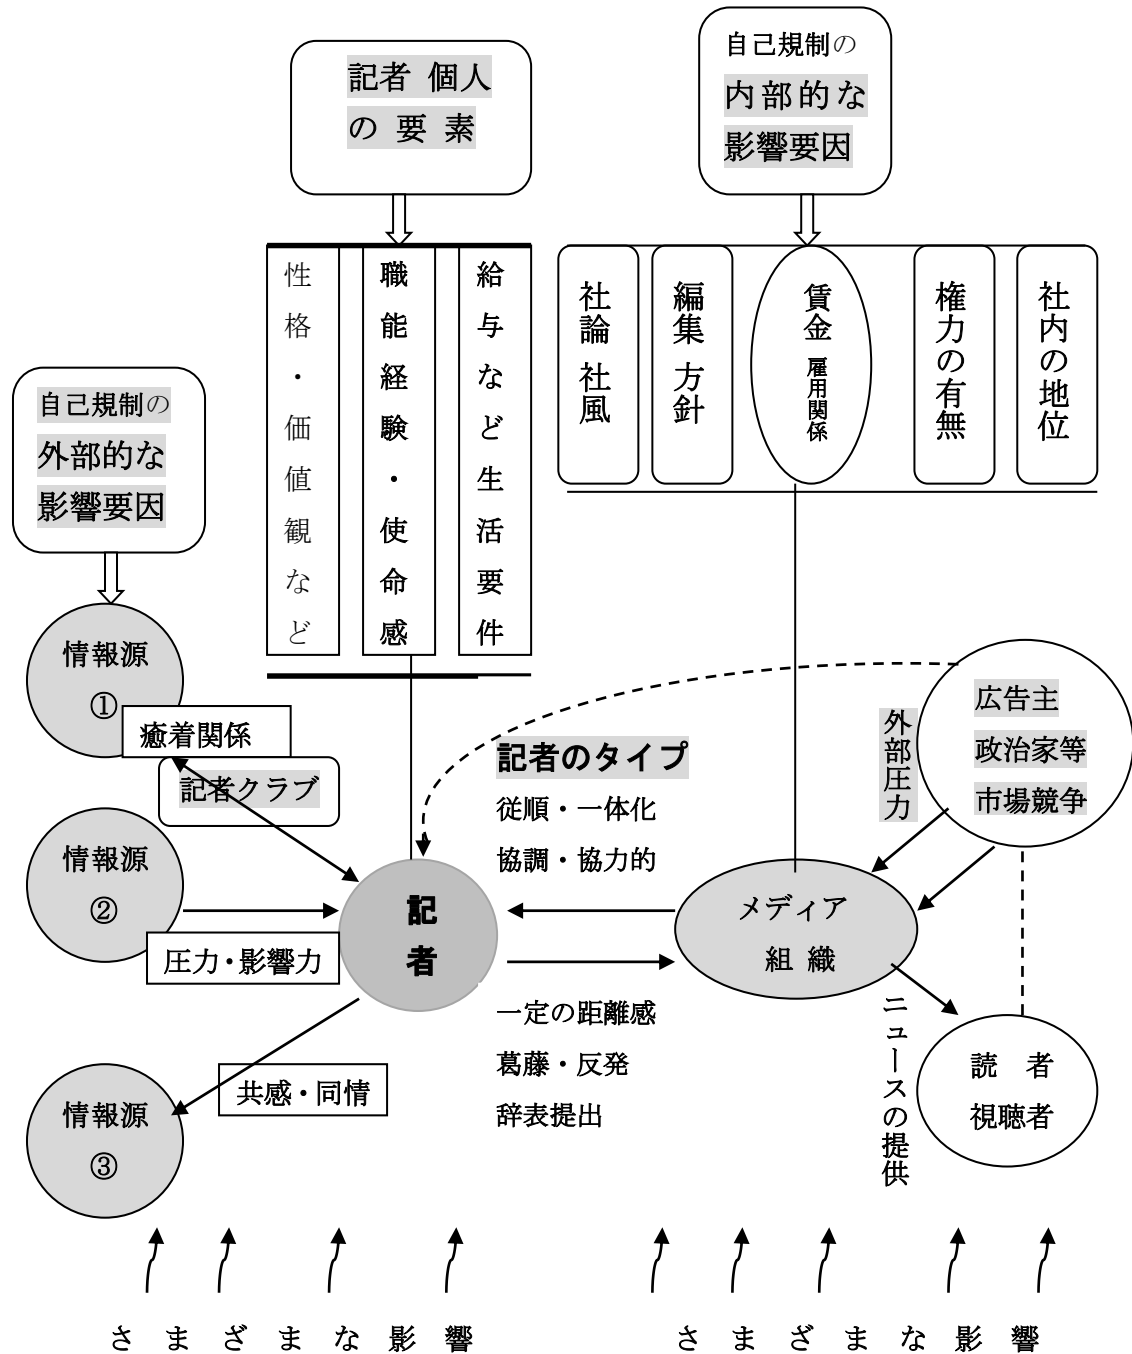 自己規制の
内部的な
影響要因
記者 個人
の 要 素
性格・価値観など
職能経験・使命感
給与など生活要件
社論 社風
編集 方針
賃金 雇用関係
権力の有無
社内の地位
自己規制の
外部的な
影響要因
情報源
①
癒着関係
記者クラブ
情報源
②
圧力・影響力
情報源
③
共感・同情
記
者
記者のタイプ
従順・一体化
協調・協力的
一定の距離感
葛藤・反発
辞表提出
メディア
組 織
外部圧力
広告主
政治家等
市場競争
ニュースの提供
読 者
視聴者
さ ま ざ ま な 影 響
さ ま ざ ま な 影 響